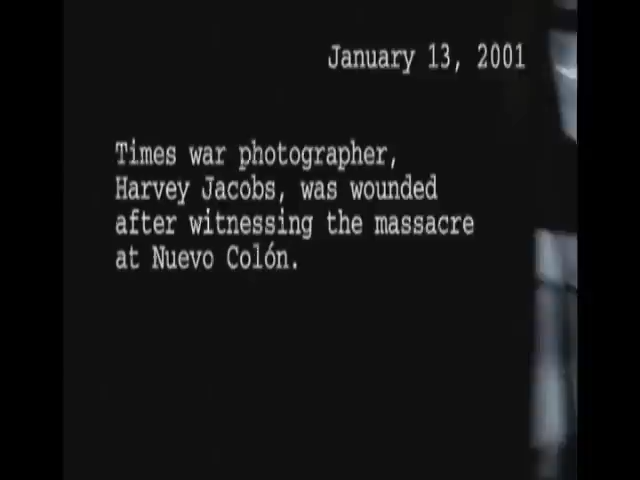 January 13, 2001
Times war photographer,
Harvey Jacobs, was wounded
after witnessing the massacre
at Nuevo Colón.